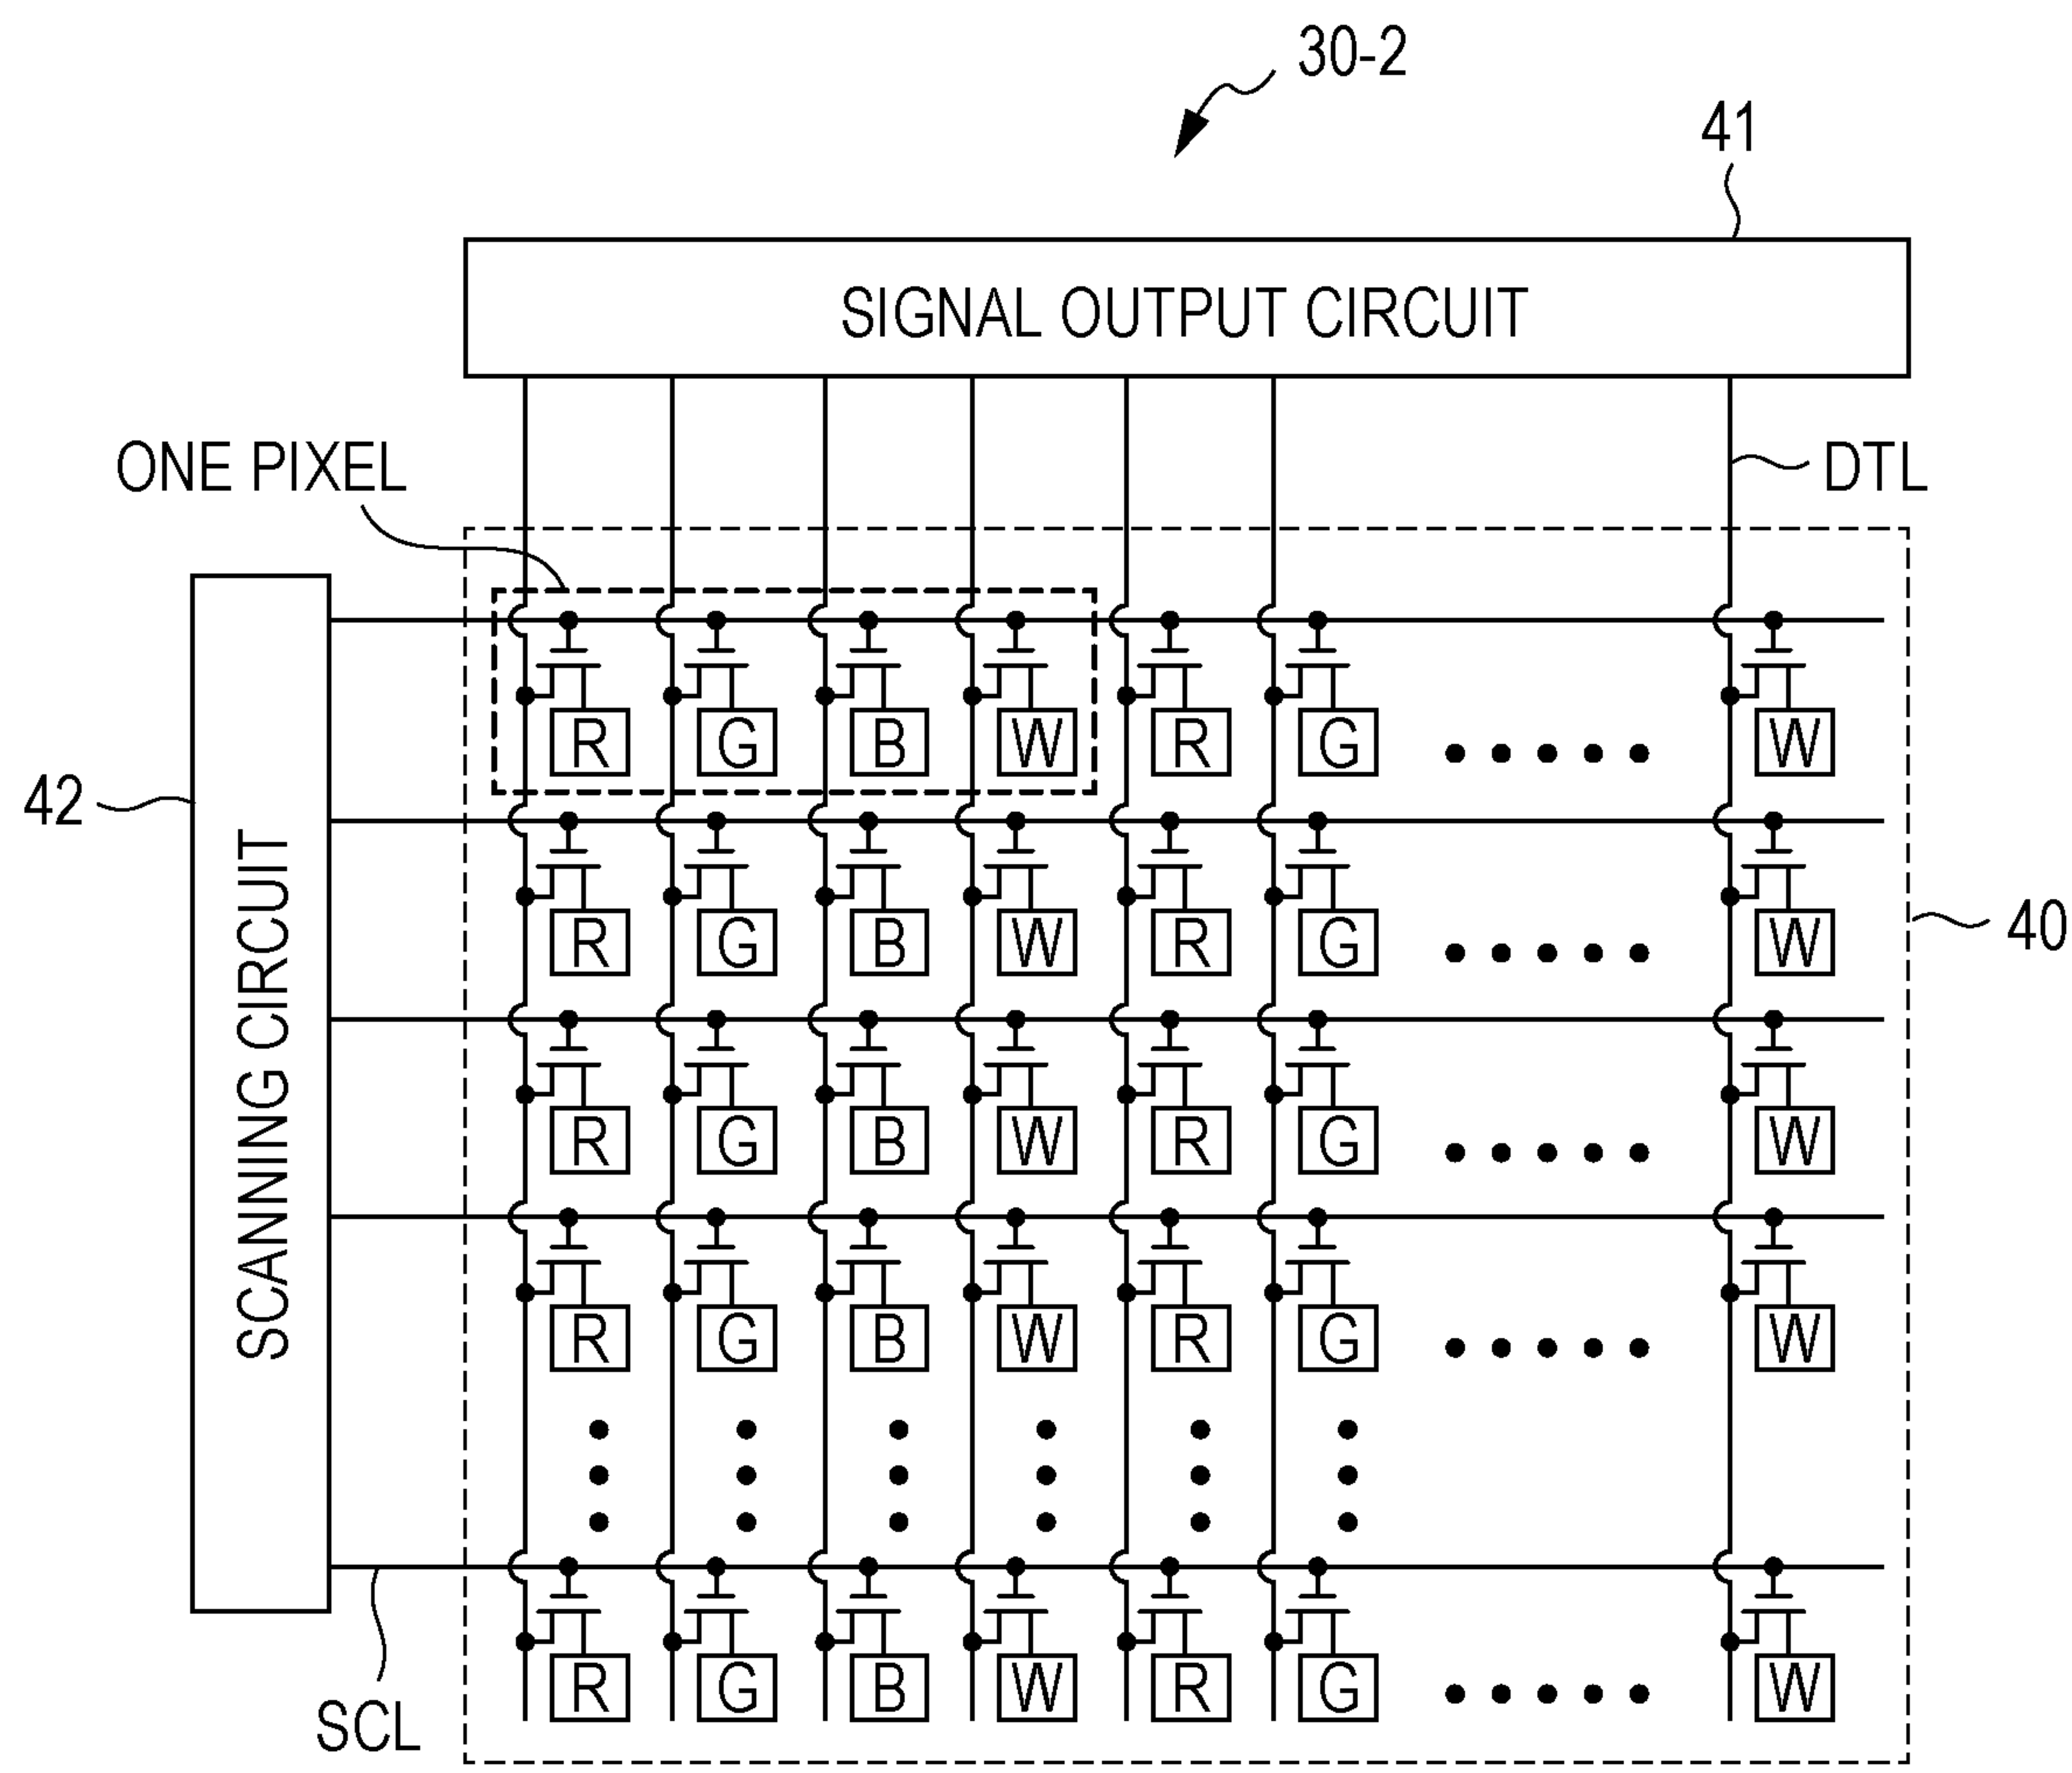 30-2
41
SIGNAL OUTPUT CIRCUIT
ONE PIXEL
DTL
R G B W R G ..... W
42
SCANNING CIRCUIT
R G B W R G ..... W
40
R G B W R G ..... W
R G B W R G ..... W
R G B W R G ..... W
SCL